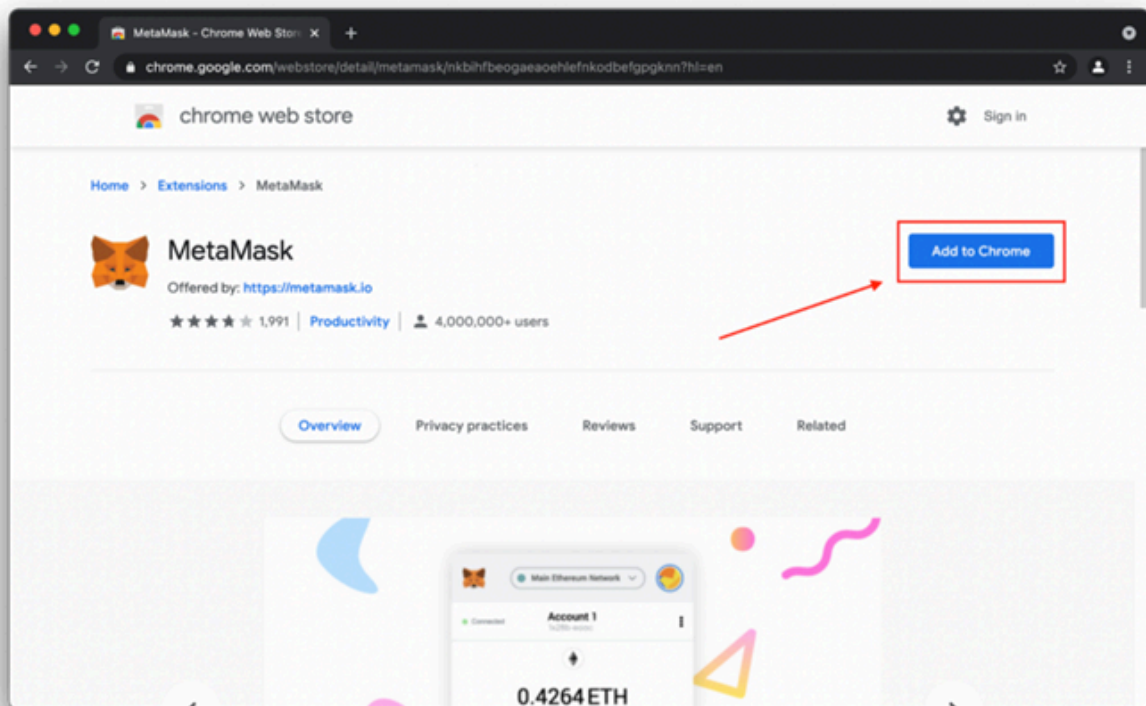 MetaMask - Chrome Web Stor
chrome.google.com/webstore/detail/metamask/nkbihfbeogaeaoehlefnkodbefgpgknn?hl=en
chrome web store
Sign in
Home > Extensions > MetaMask
MetaMask
Add to Chrome
Offered by: https://metamask.io
1,991 | Productivity | 4,000,000+ users
Overview Privacy practices Reviews Support Related
Main Ethereum Network
Connected Account 1
0.4264 ETH